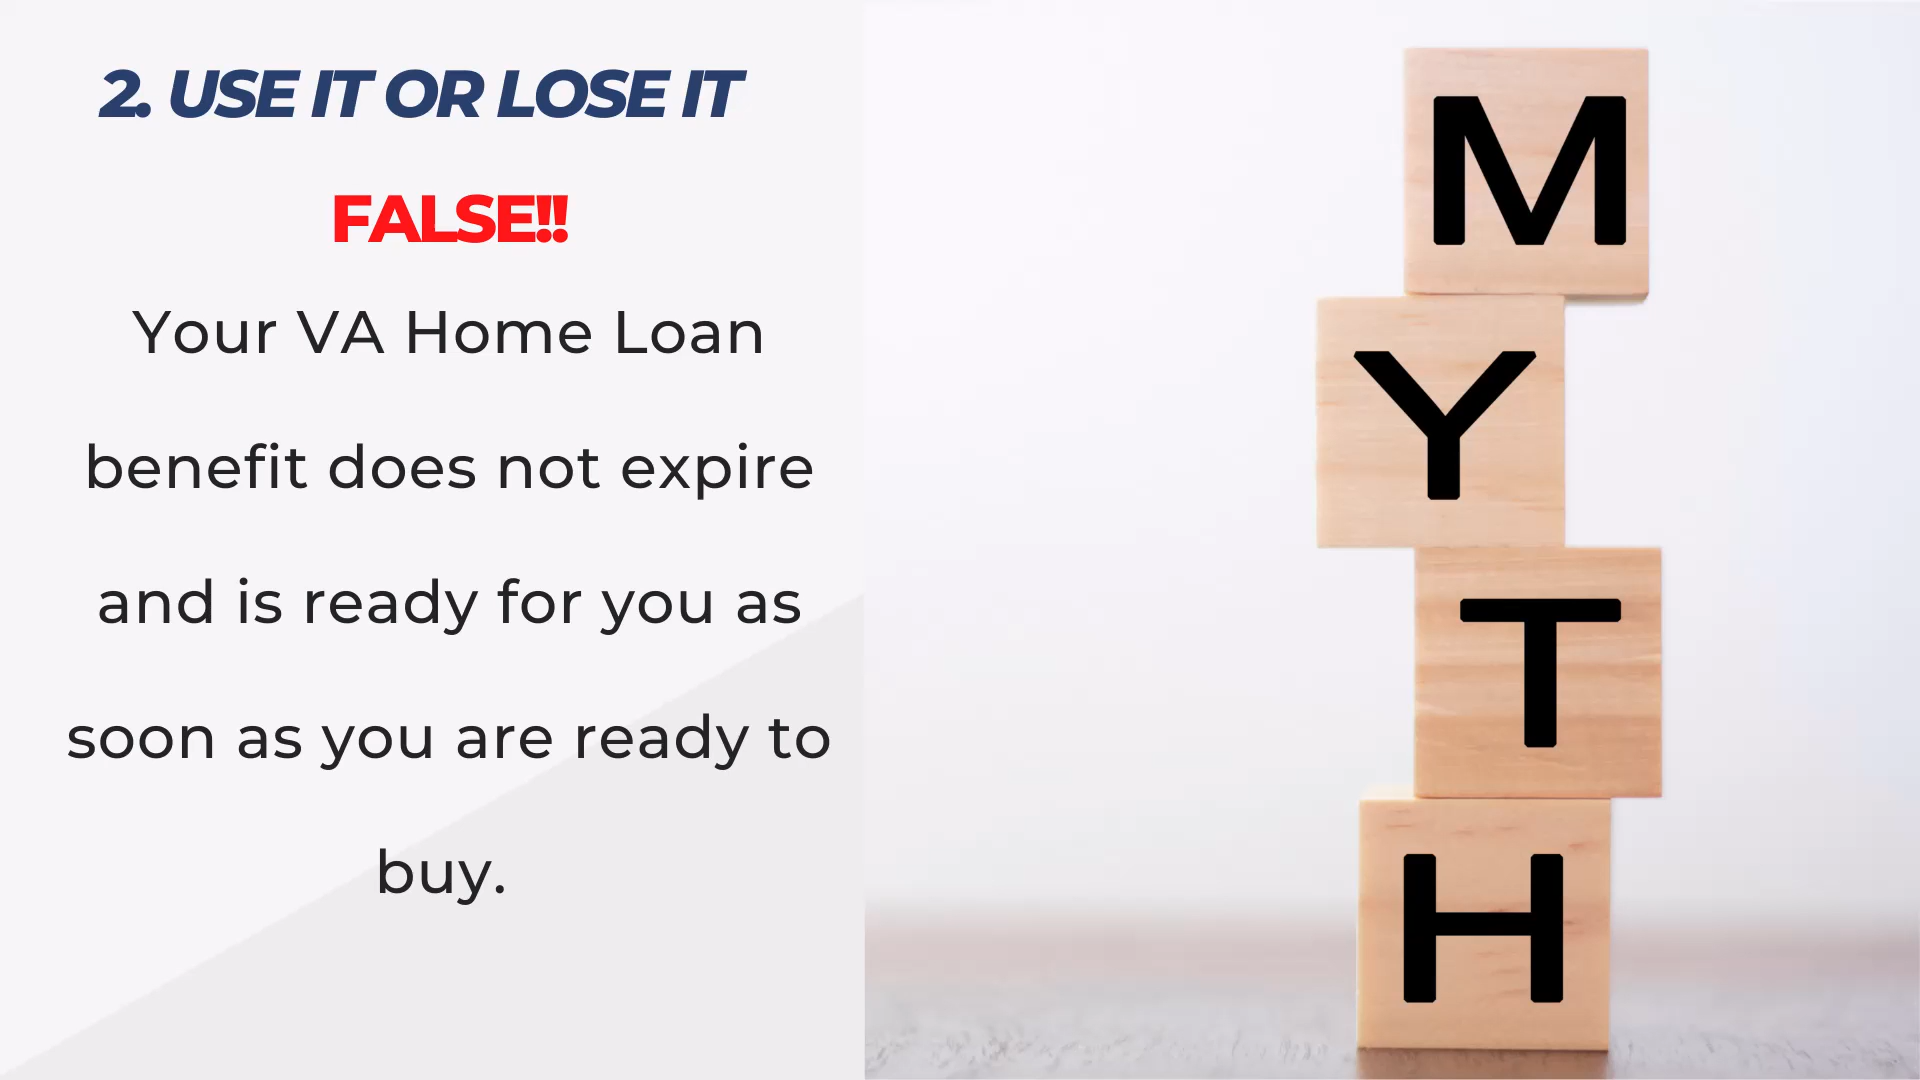 2. USE IT OR LOSE IT
FALSE!!
Your VA Home Loan
benefit does not expire
and is ready for you as
soon as you are ready to
buy.
M
Y
T
H